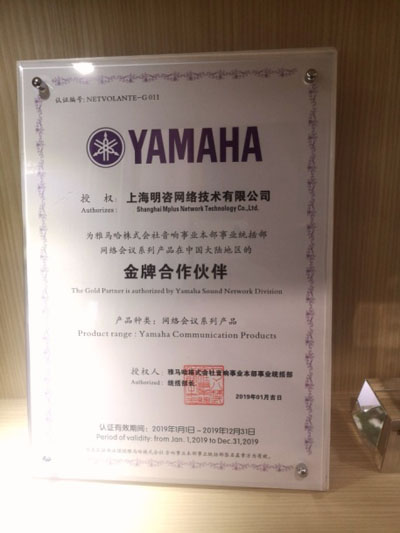 认证编号: NETVOLANTE-G 011
YAMAHA
授 权: 上海明咨网络技术有限公司
Authorizes: Shanghai Mplus Network Technology Co.,Ltd.
为雅马哈株式会社音响事业本部事业统括部
网络会议系列产品在中国大陆地区的
金牌合作伙伴
The Gold Partner is authorized by Yamaha Sound Network Division
产品种类: 网络会议系列产品
Product range : Yamaha Communication Products
授权人: 雅马哈株式会社音响事业本部事业统括部
Authorized: 统括部长
2019年01月吉日
认证有效期间: 2019年1月1日 ~ 2019年12月31日
Period of validity: from Jan. 1,2019 to Dec.31,2019